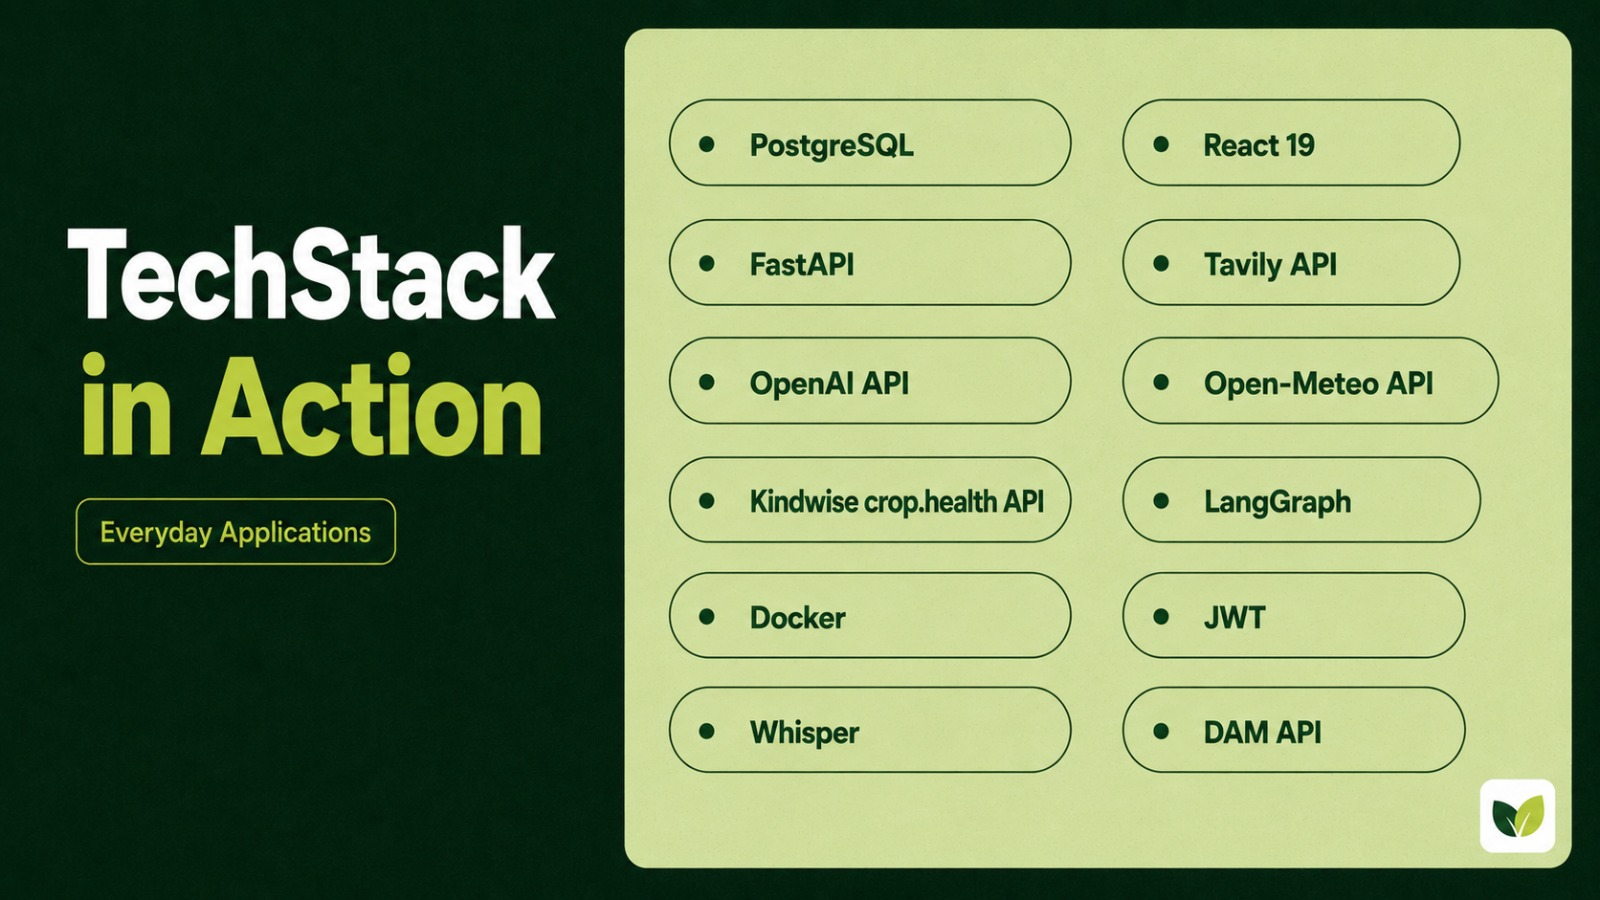 TechStack
in Action
Everyday Applications
PostgreSQL
React 19
FastAPI
Tavily API
OpenAI API
Open-Meteo API
Kindwise crop.health API
LangGraph
Docker
JWT
Whisper
DAM API